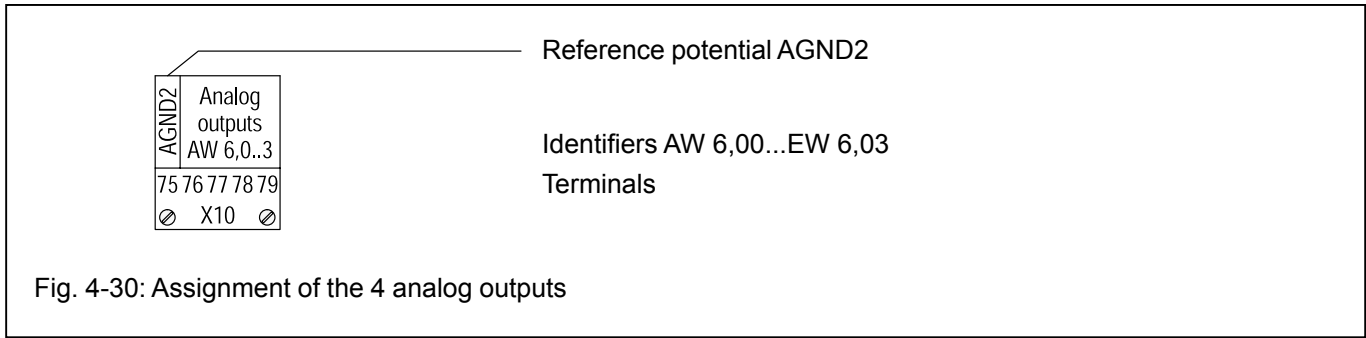 Reference potential AGND2
AGND2
Analog
outputs
AW 6,0..3
Identifiers AW 6,00...EW 6,03
75 76 77 78 79
Terminals
X10
Fig. 4-30: Assignment of the 4 analog outputs